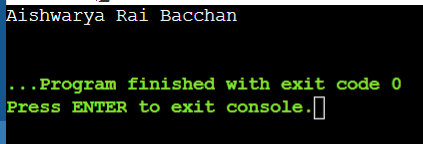 Aishwarya Rai Bacchan
...Program finished with exit code 0
Press ENTER to exit console.